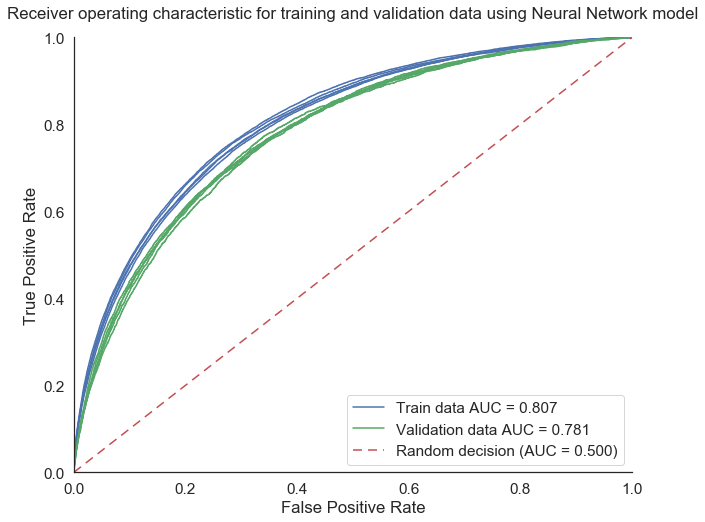 Receiver operating characteristic for training and validation data using Neural Network model
1.0
0.8
0.6
0.4
0.2
0.0
True Positive Rate
0.0 0.2 0.4 0.6 0.8 1.0
False Positive Rate
Train data AUC = 0.807
Validation data AUC = 0.781
Random decision (AUC = 0.500)